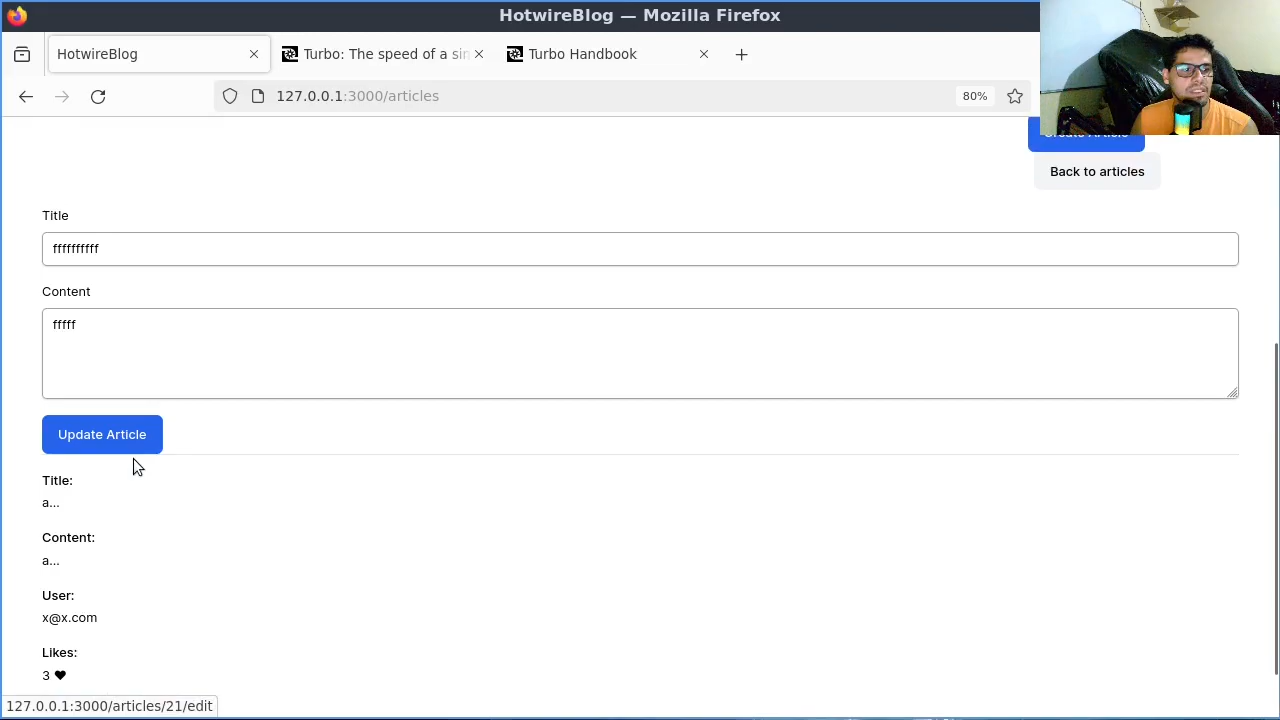 HotwireBlog — Mozilla Firefox
HotwireBlog
Turbo: The speed of a sin
Turbo Handbook
127.0.0.1:3000/articles
80%
Create Article
Back to articles
Title
ffffffffff
Content
fffff
Update Article
Title:
a...
Content:
a...
User:
x@x.com
Likes:
3 ♥
127.0.0.1:3000/articles/21/edit